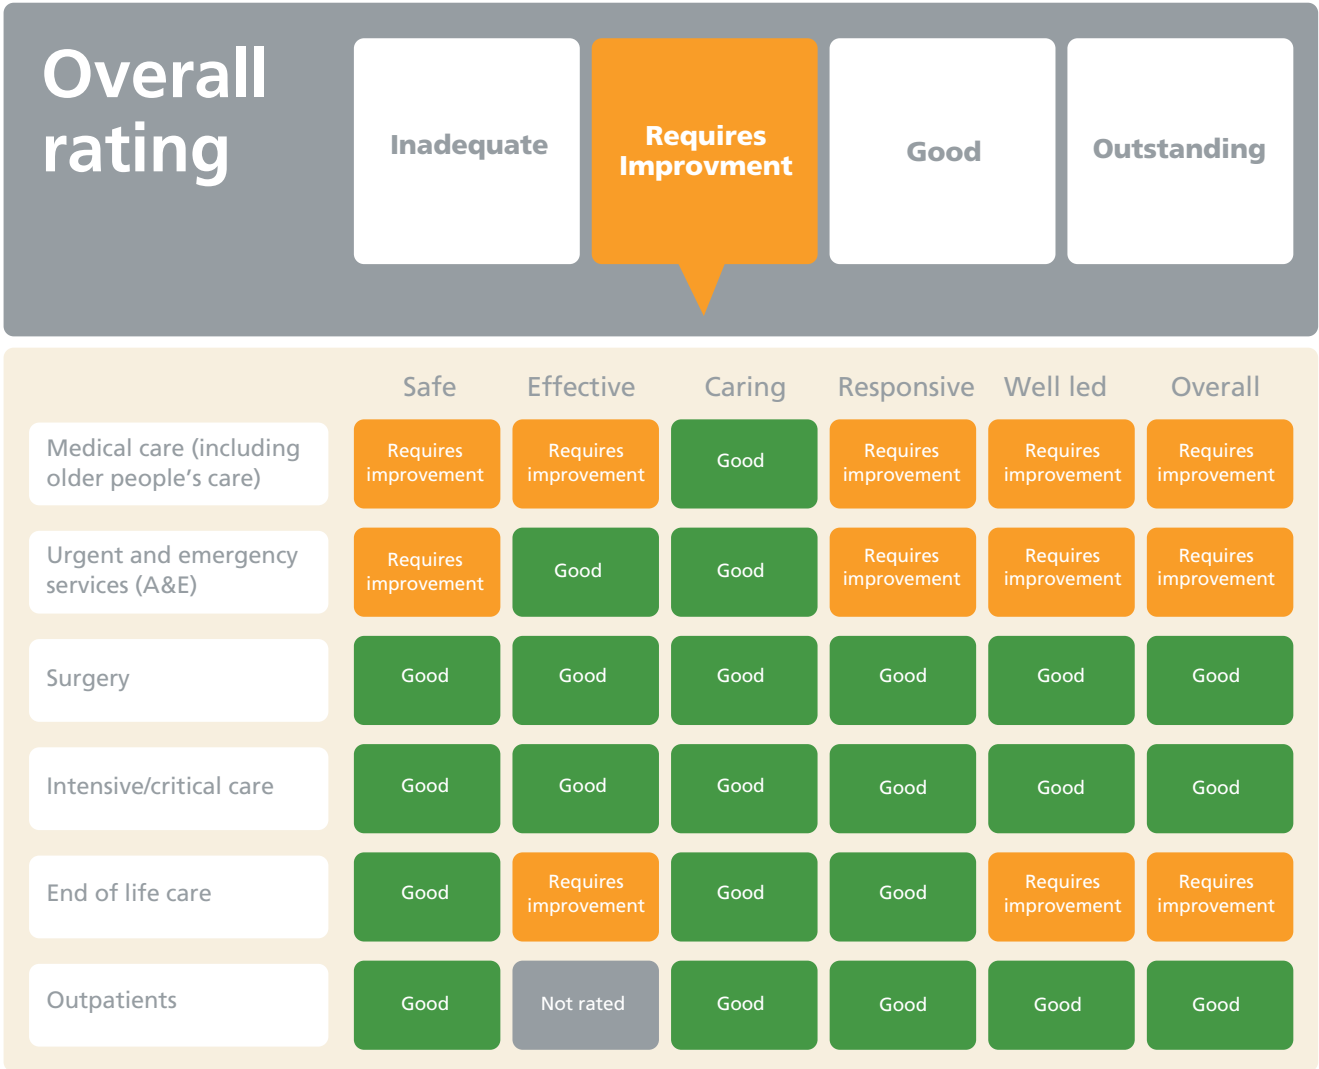 Overall
rating
Inadequate
Requires
Improvment
Good
Outstanding
Safe Effective Caring Responsive Well led Overall
Medical care (including
older people's care)
Requires
improvement
Requires
improvement
Good
Requires
improvement
Requires
improvement
Requires
improvement
Urgent and emergency
services (A&E)
Requires
improvement
Good
Good
Requires
improvement
Requires
improvement
Requires
improvement
Surgery
Good
Good
Good
Good
Good
Good
Intensive/critical care
Good
Good
Good
Good
Good
Good
End of life care
Good
Requires
improvement
Good
Good
Requires
improvement
Requires
improvement
Outpatients
Good
Not rated
Good
Good
Good
Good